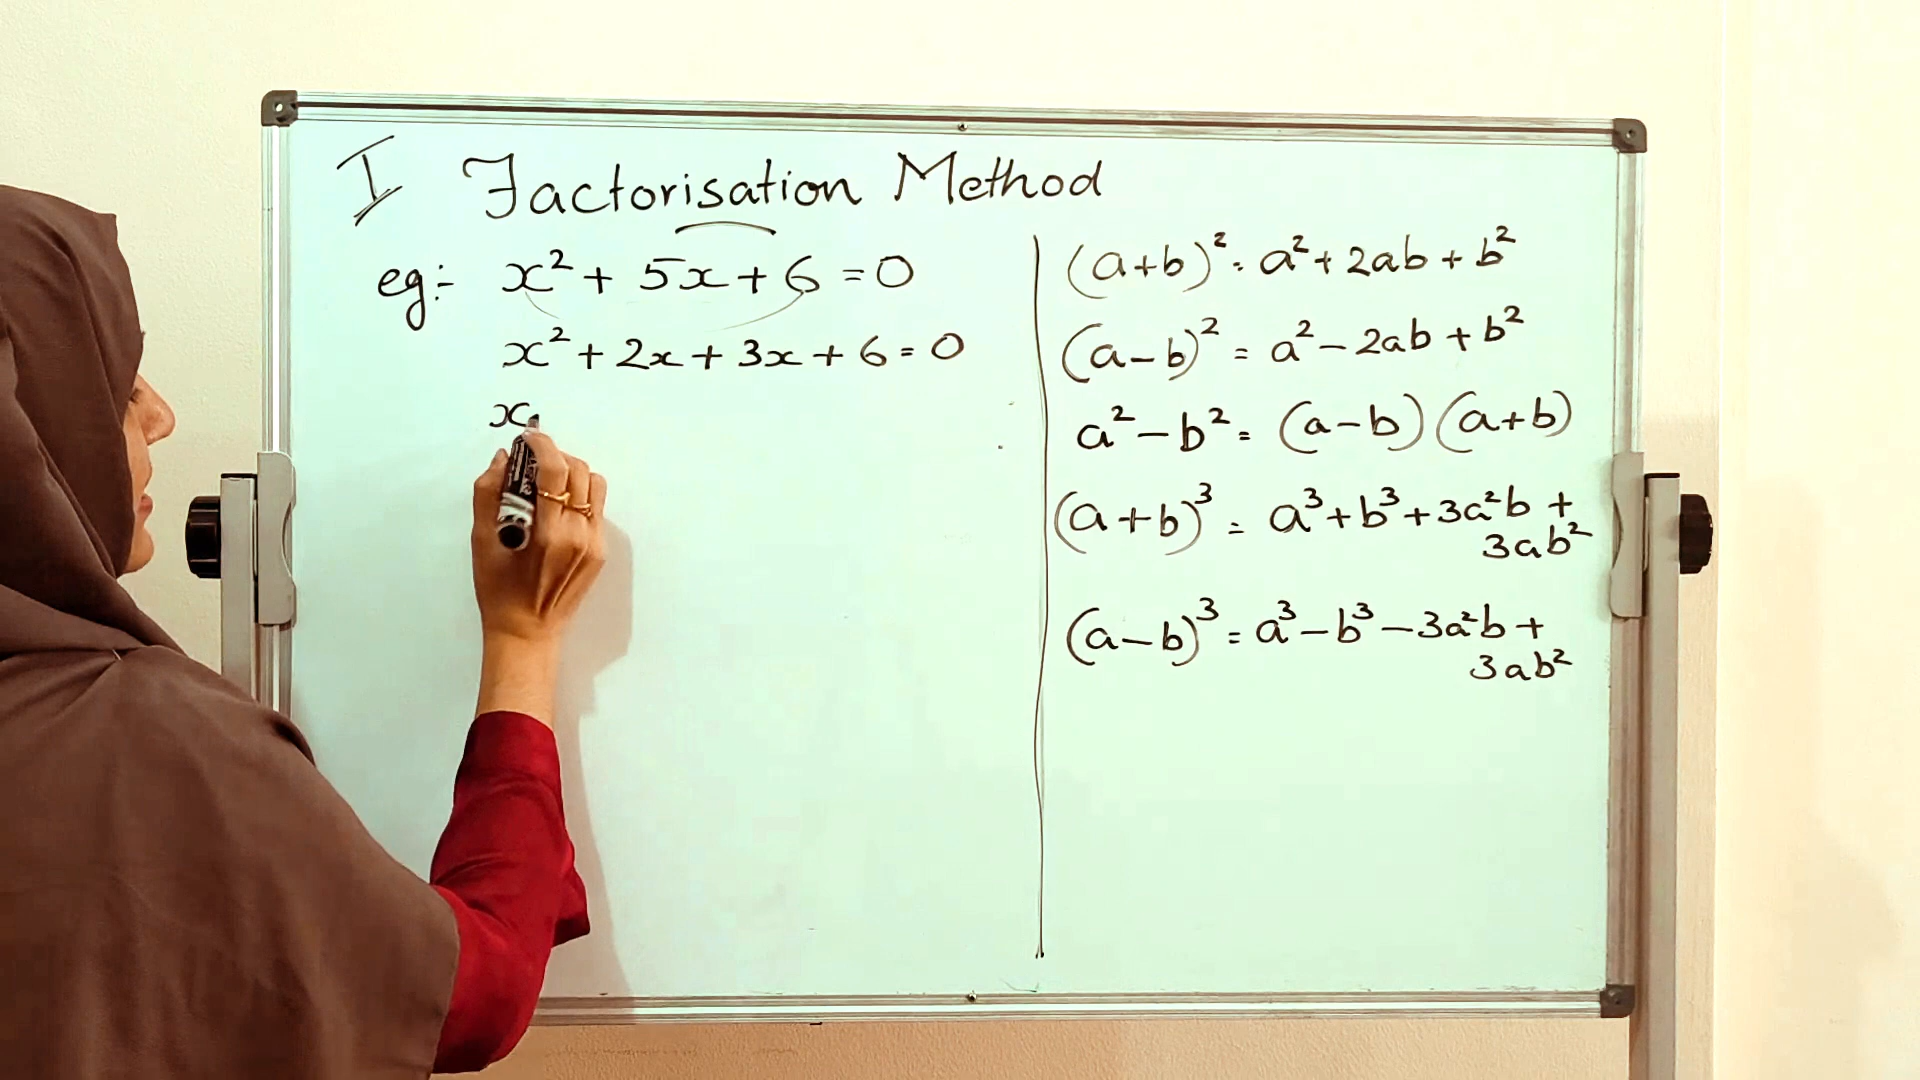 I Factorisation Method
eg:- x² + 5x + 6 = 0
x² + 2x + 3x + 6 = 0
x
(a+b)² = a² + 2ab + b²
(a-b)² = a² - 2ab + b²
a² - b² = (a-b)(a+b)
(a+b)³ = a³ + b³ + 3a²b +
3ab²
(a-b)³ = a³ - b³ - 3a²b +
3ab²